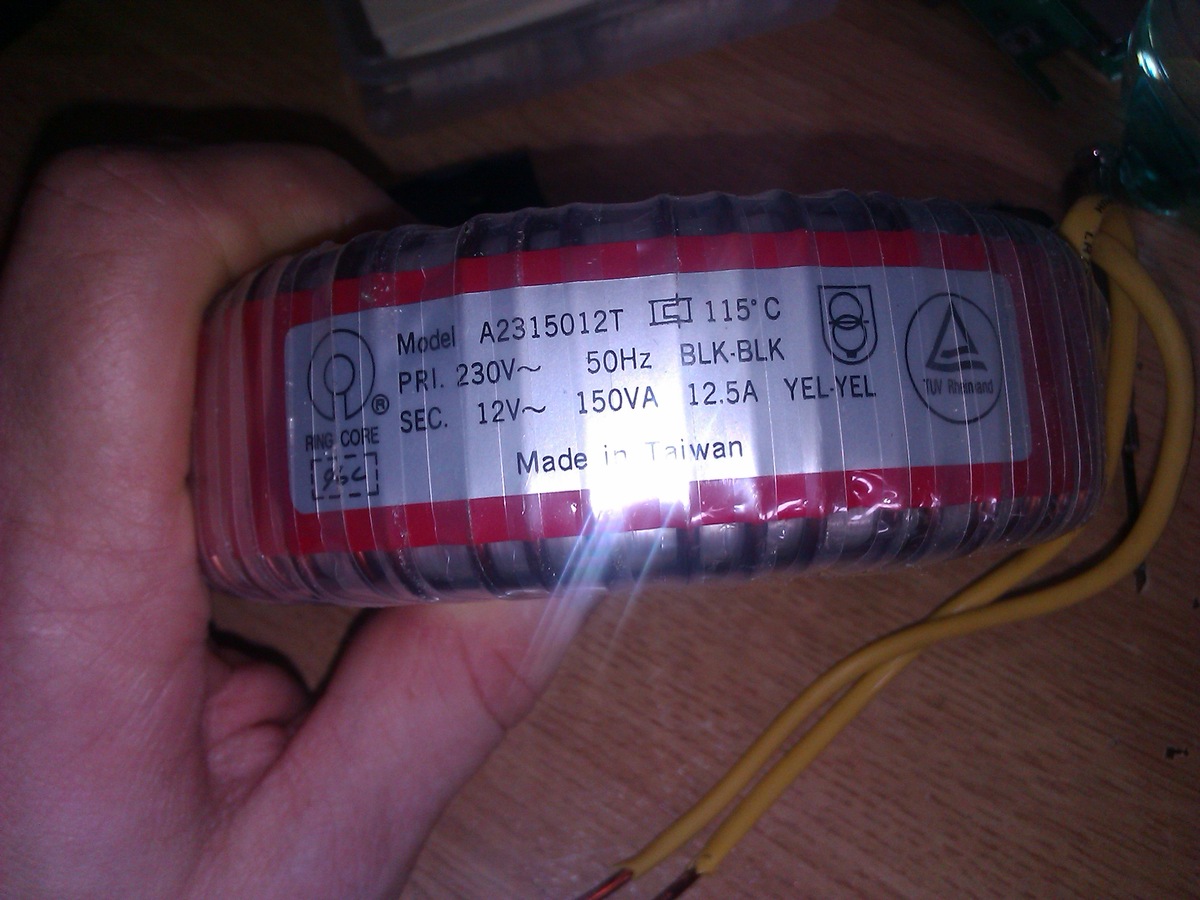 Model A2315012T 115°C
PRI. 230V~ 50Hz BLK-BLK
SEC. 12V~ 150VA 12.5A YEL-YEL
Made in Taiwan
®
RING CORE
TÜV Rheinland